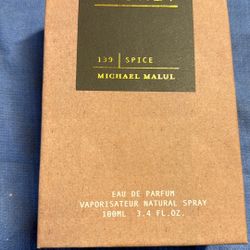 139 | SPICE
MICHAEL MALUL
EAU DE PARFUM
VAPORISATEUR NATURAL SPRAY
100ML 3.4 FL.OZ.